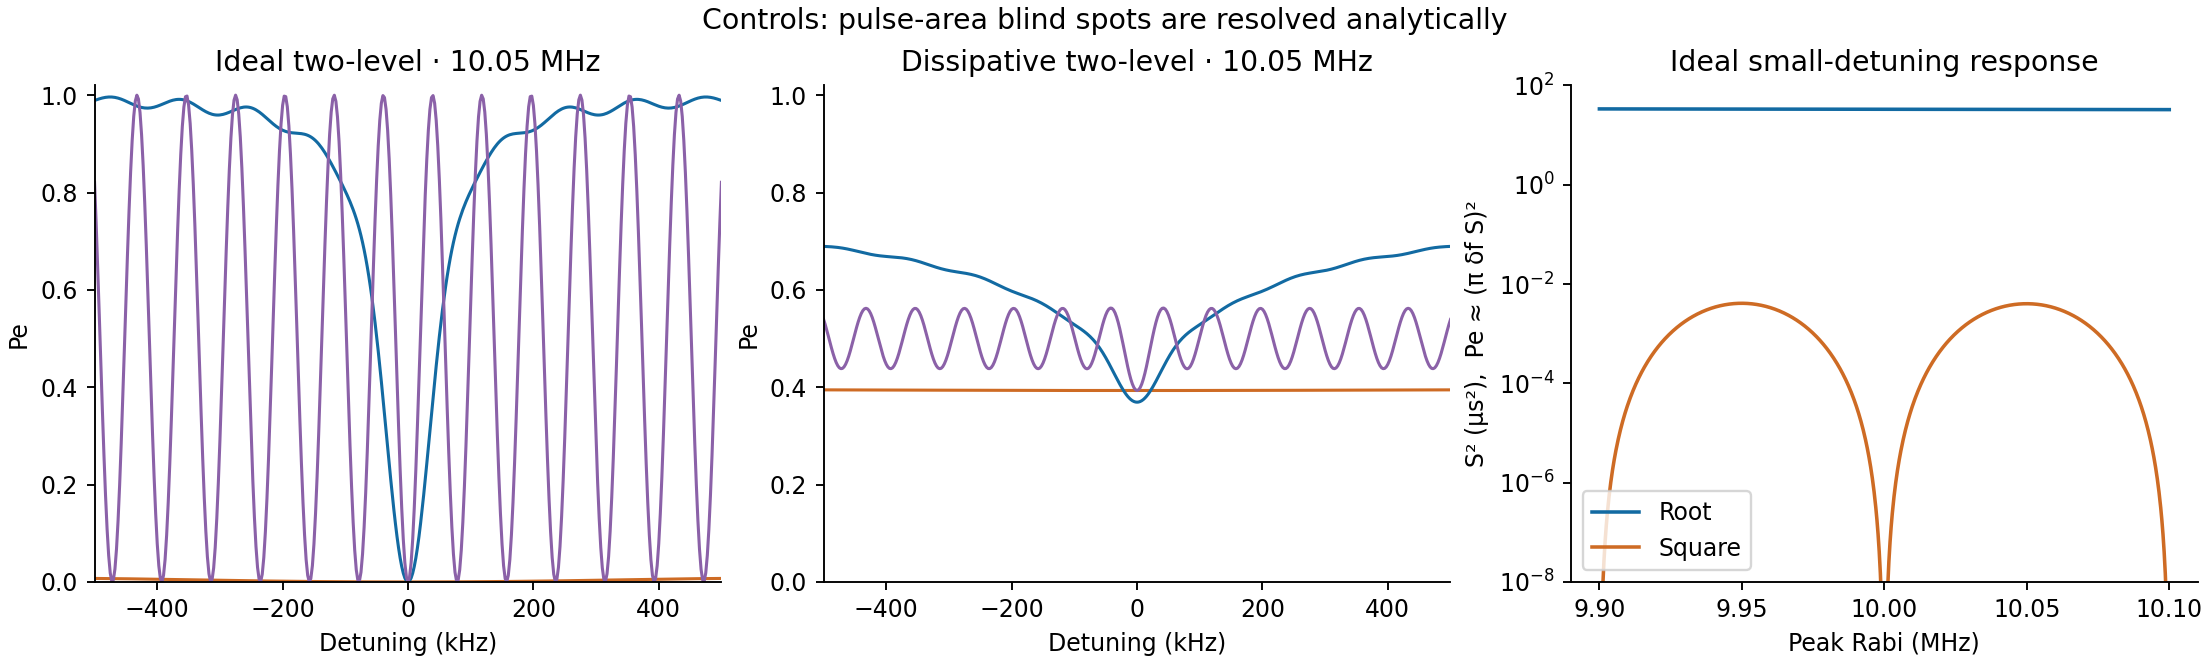 Controls: pulse-area blind spots are resolved analytically
Ideal two-level · 10.05 MHz
Pe
1.0
0.8
0.6
0.4
0.2
0.0
−400
−200
0
200
400
Detuning (kHz)
Dissipative two-level · 10.05 MHz
Pe
1.0
0.8
0.6
0.4
0.2
0.0
−400
−200
0
200
400
Detuning (kHz)
Ideal small-detuning response
S² (μs²), Pe ≈ (π δf S)²
10²
10⁰
10⁻²
10⁻⁴
10⁻⁶
10⁻⁸
Root
Square
9.90
9.95
10.00
10.05
10.10
Peak Rabi (MHz)